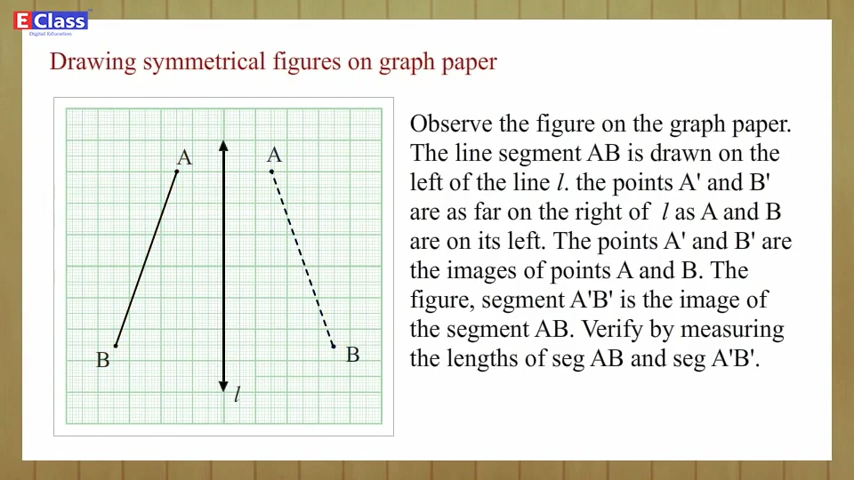 E Class
Digital Education
Drawing symmetrical figures on graph paper
A
A
B
B
l
Observe the figure on the graph paper.
The line segment AB is drawn on the
left of the line l. the points A' and B'
are as far on the right of l as A and B
are on its left. The points A' and B' are
the images of points A and B. The
figure, segment A'B' is the image of
the segment AB. Verify by measuring
the lengths of seg AB and seg A'B'.